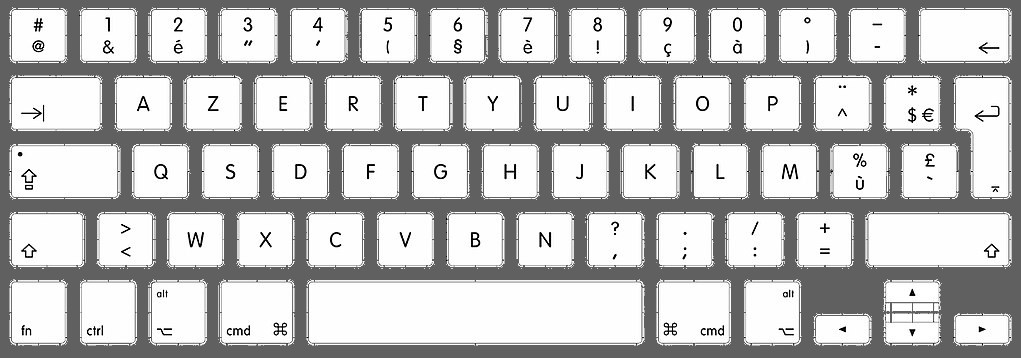 # 1 2 3 4 5 6 7 8 9 0 ° _
@ & é " ' ( § è ! ç à ) - ←
→| A Z E R T Y U I O P ¨ *
^ $ € ↵
• Q S D F G H J K L M % £
⇪ ù ` ⌅
> W X C V B N ? . / +
⇧ < , ; : = ⇧
alt alt ▲
fn ctrl ⌥ cmd ⌘ ⌘ cmd ⌥ ◄ ▼ ►